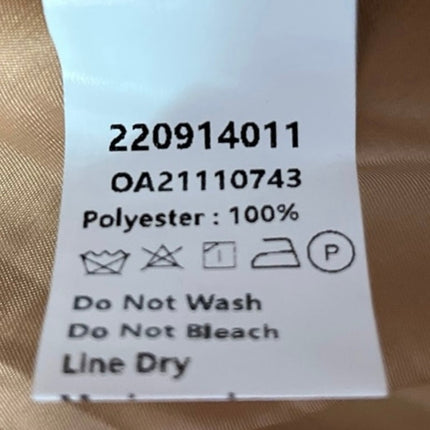 220914011
OA21110743
Polyester : 100%
P
Do Not Wash
Do Not Bleach
Line Dry